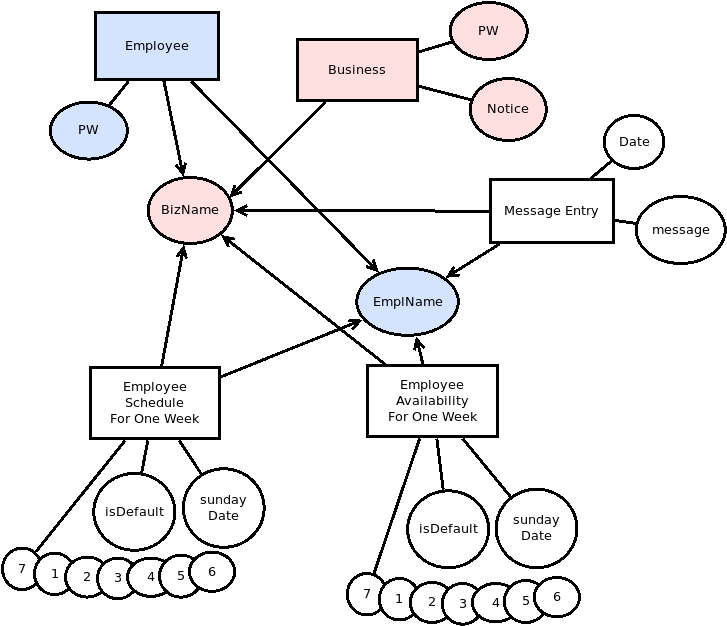 Employee
PW
Business
PW
Notice
Date
BizName
Message Entry
message
EmplName
Employee
Schedule
For One Week
Employee
Availability
For One Week
isDefault
sunday
Date
isDefault
sunday
Date
7 1 2 3 4 5 6
7 1 2 3 4 5 6